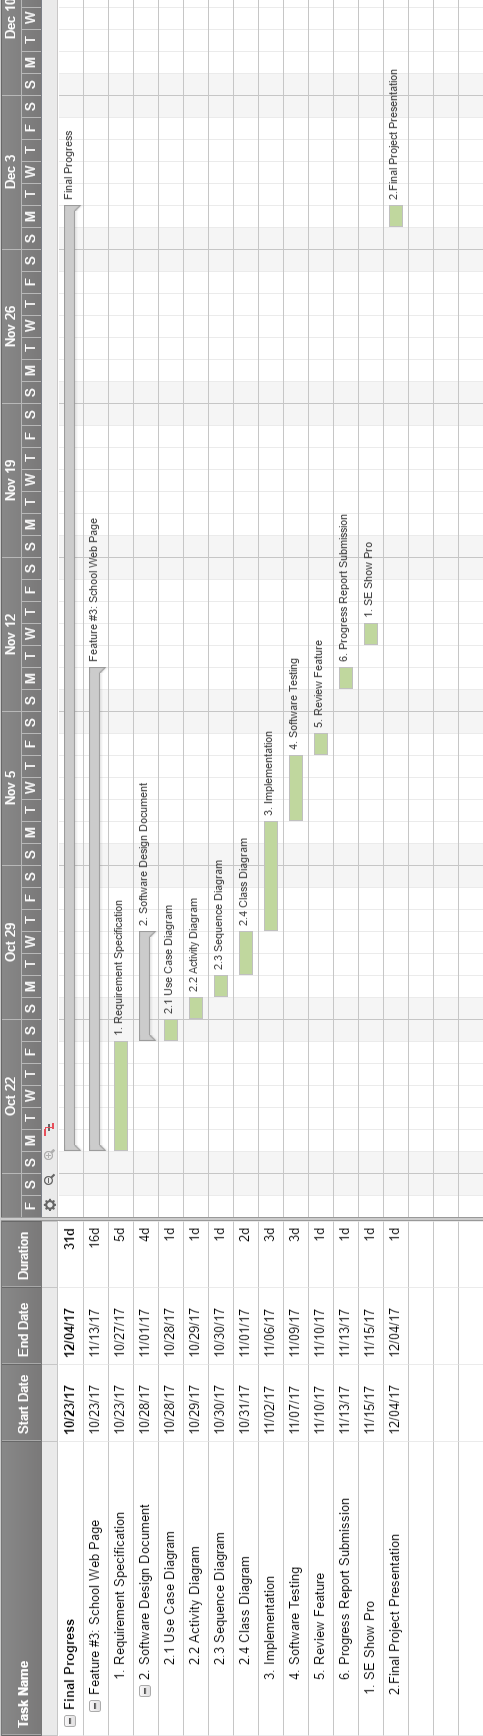 Task Name Start Date End Date Duration Oct 22 Oct 29 Nov 5 Nov 12 Nov 19 Nov 26 Dec 3 Dec 10
F S S M T W T F S S M T W T F S S M T W T F S S M T W T F S S M T W T F S S M T W T F S S M T W T F S S M T W
Final Progress 10/23/17 12/04/17 31d Final Progress
Feature #3: School Web Page 10/23/17 11/13/17 16d Feature #3: School Web Page
1. Requirement Specification 10/23/17 10/27/17 5d 1. Requirement Specification
2. Software Design Document 10/28/17 11/01/17 4d 2. Software Design Document
2.1 Use Case Diagram 10/28/17 10/28/17 1d 2.1 Use Case Diagram
2.2 Activity Diagram 10/29/17 10/29/17 1d 2.2 Activity Diagram
2.3 Sequence Diagram 10/30/17 10/30/17 1d 2.3 Sequence Diagram
2.4 Class Diagram 10/31/17 11/01/17 2d 2.4 Class Diagram
3. Implementation 11/02/17 11/06/17 3d 3. Implementation
4. Software Testing 11/07/17 11/09/17 3d 4. Software Testing
5. Review Feature 11/10/17 11/10/17 1d 5. Review Feature
6. Progress Report Submission 11/13/17 11/13/17 1d 6. Progress Report Submission
1. SE Show Pro 11/15/17 11/15/17 1d 1. SE Show Pro
2.Final Project Presentation 12/04/17 12/04/17 1d 2.Final Project Presentation